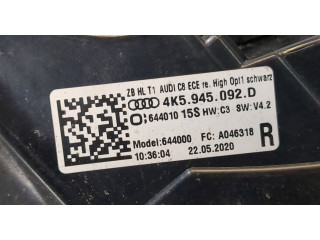 ZB HL T1 AUDI C8 ECE re. High Opt1 schwarz
4K5.945.092.D
O:644010 15S HW:C3 SW:V4.2
Model:644000 FC: A046318
10:36:04 22.05.2020 R